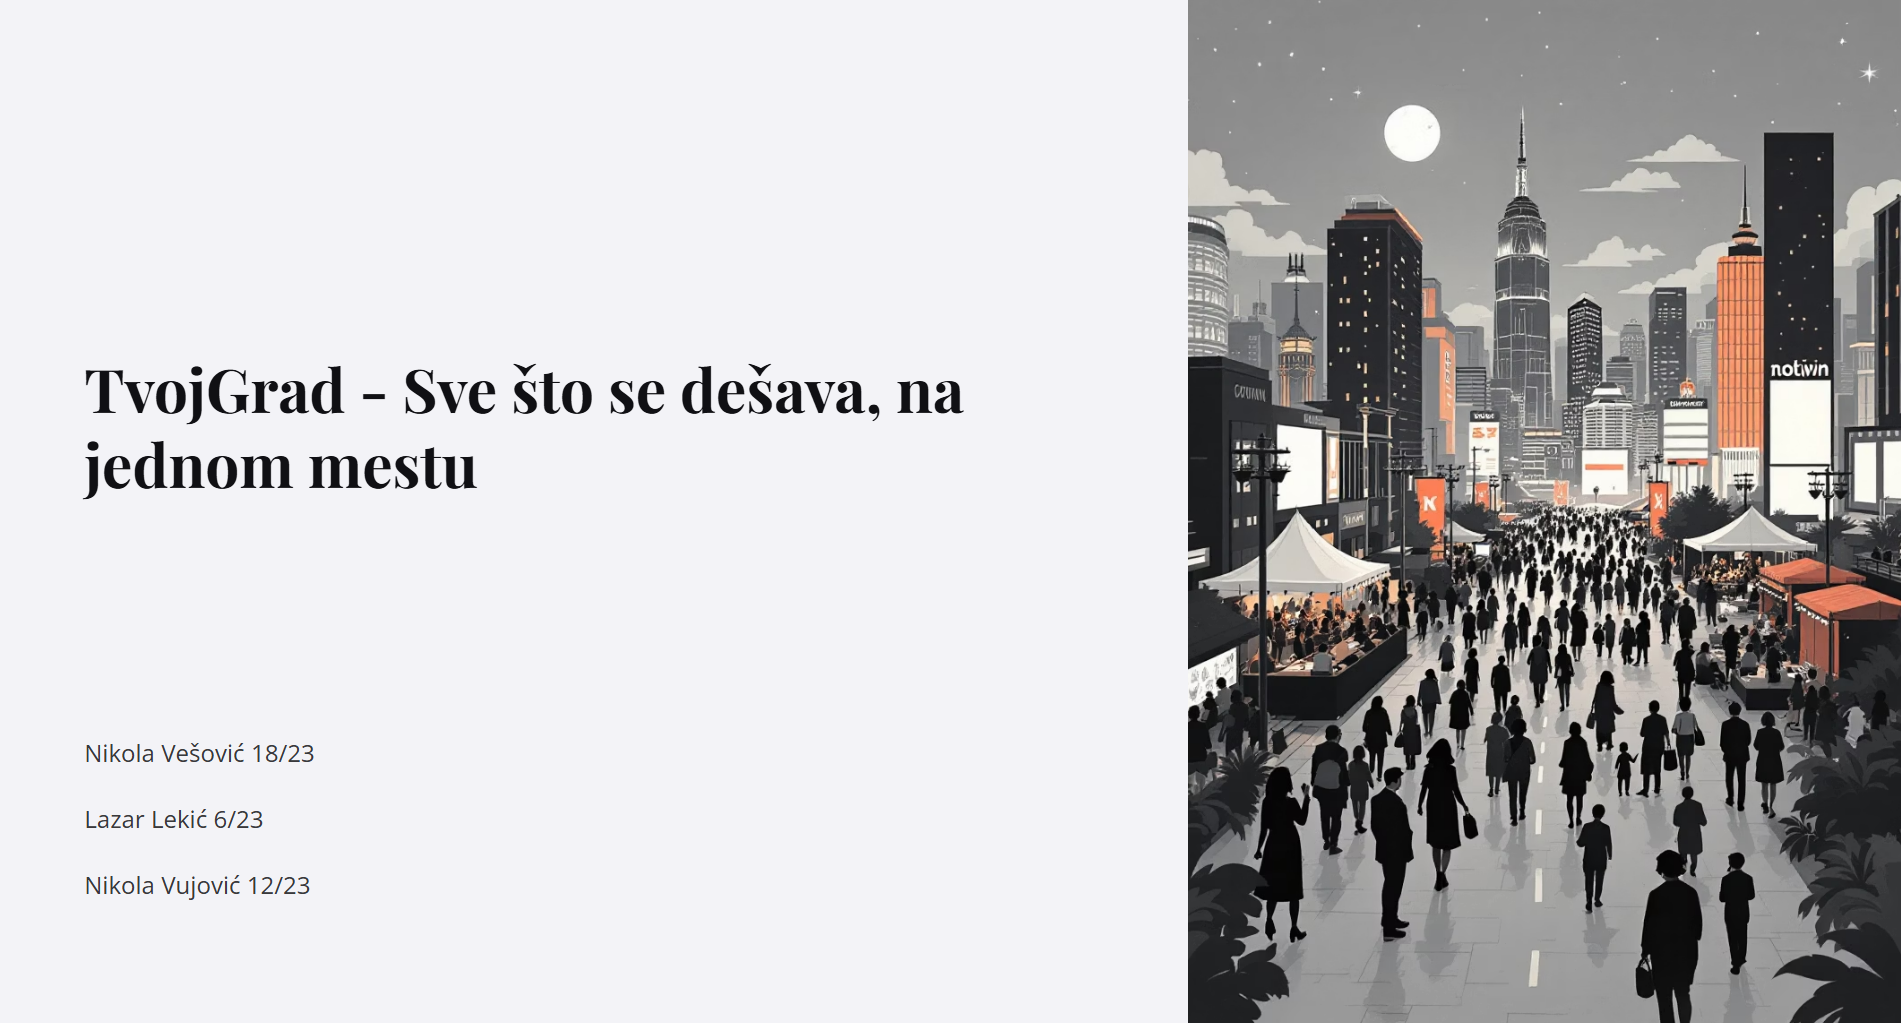 TvojGrad - Sve što se dešava, na
jednom mestu
Nikola Vešović 18/23
Lazar Lekić 6/23
Nikola Vujović 12/23
notivin
N
X